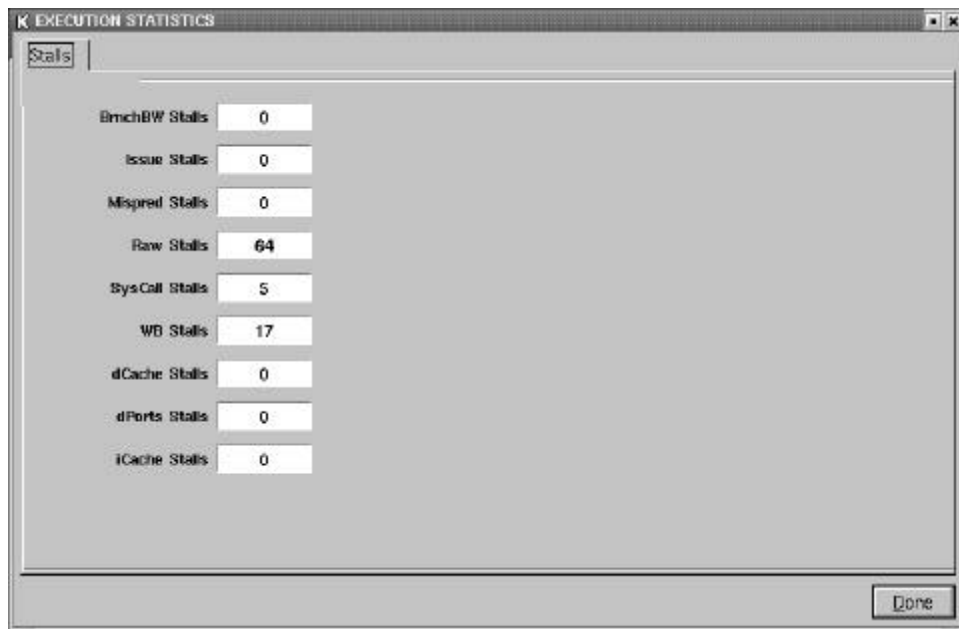 K EXECUTION STATISTICS
Stalls
BrnchBW Stalls 0
Issue Stalls 0
Mispred Stalls 0
Raw Stalls 64
SysCall Stalls 5
WB Stalls 17
dCache Stalls 0
dPorts Stalls 0
iCache Stalls 0
Done